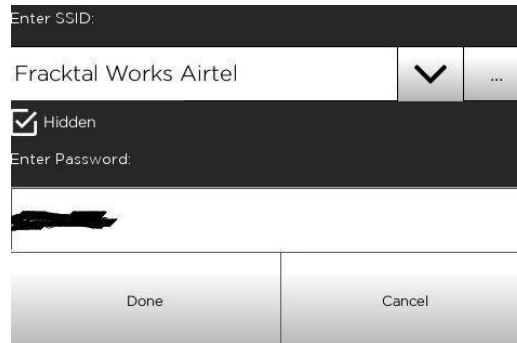 Enter SSID:
Fracktal Works Airtel
...
Hidden
Enter Password:
Done
Cancel